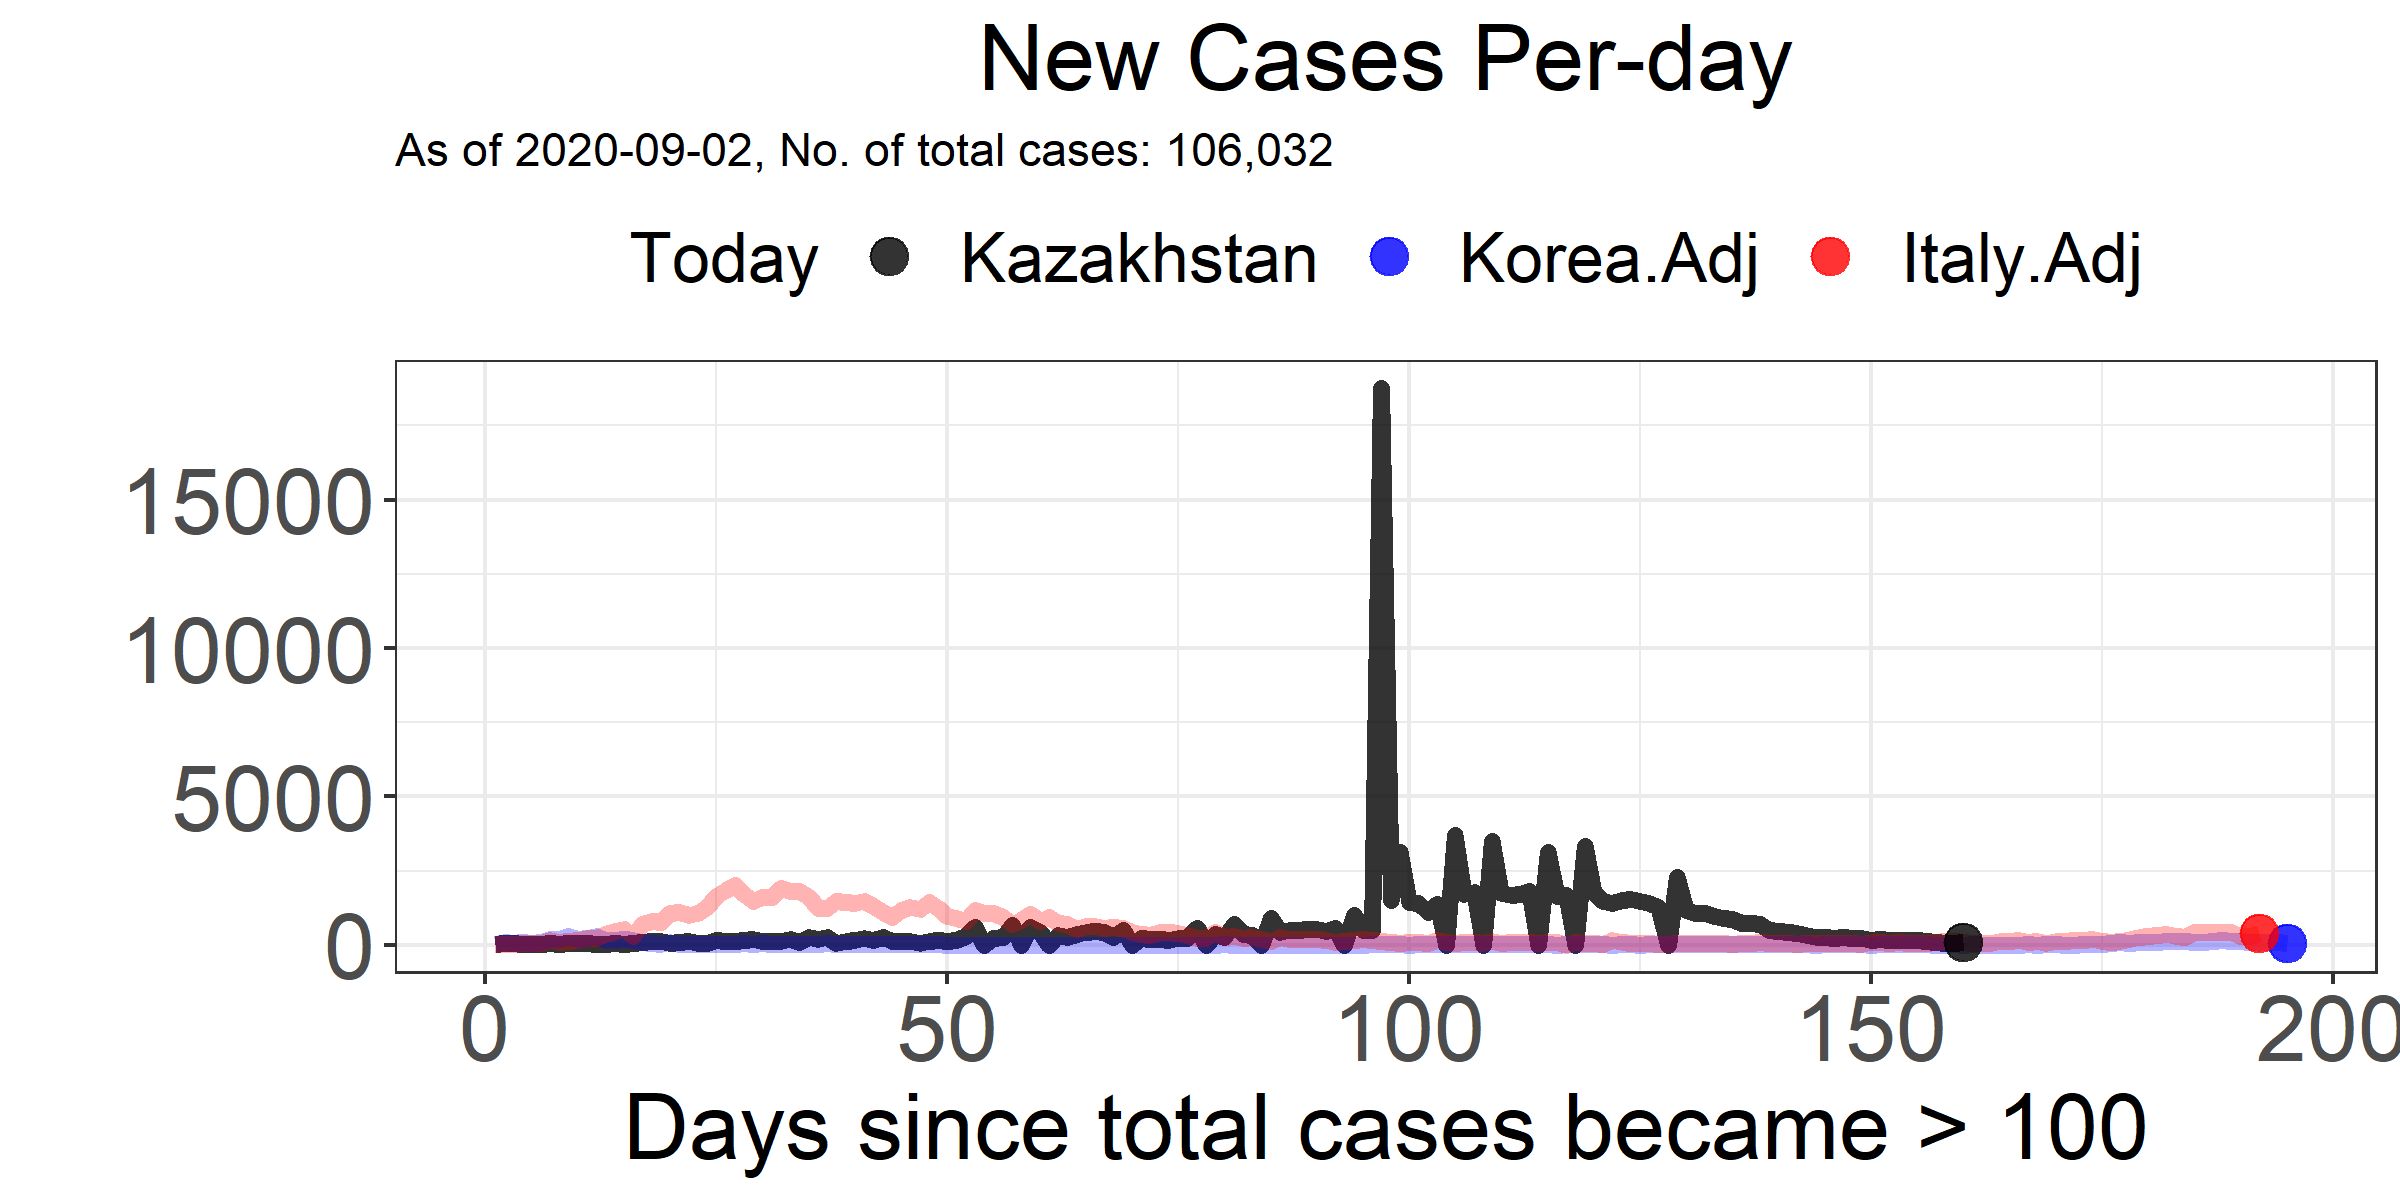 New Cases Per-day
As of 2020-09-02, No. of total cases: 106,032
Today Kazakhstan Korea.Adj Italy.Adj
15000
10000
5000
0
0 50 100 150 200
Days since total cases became > 100